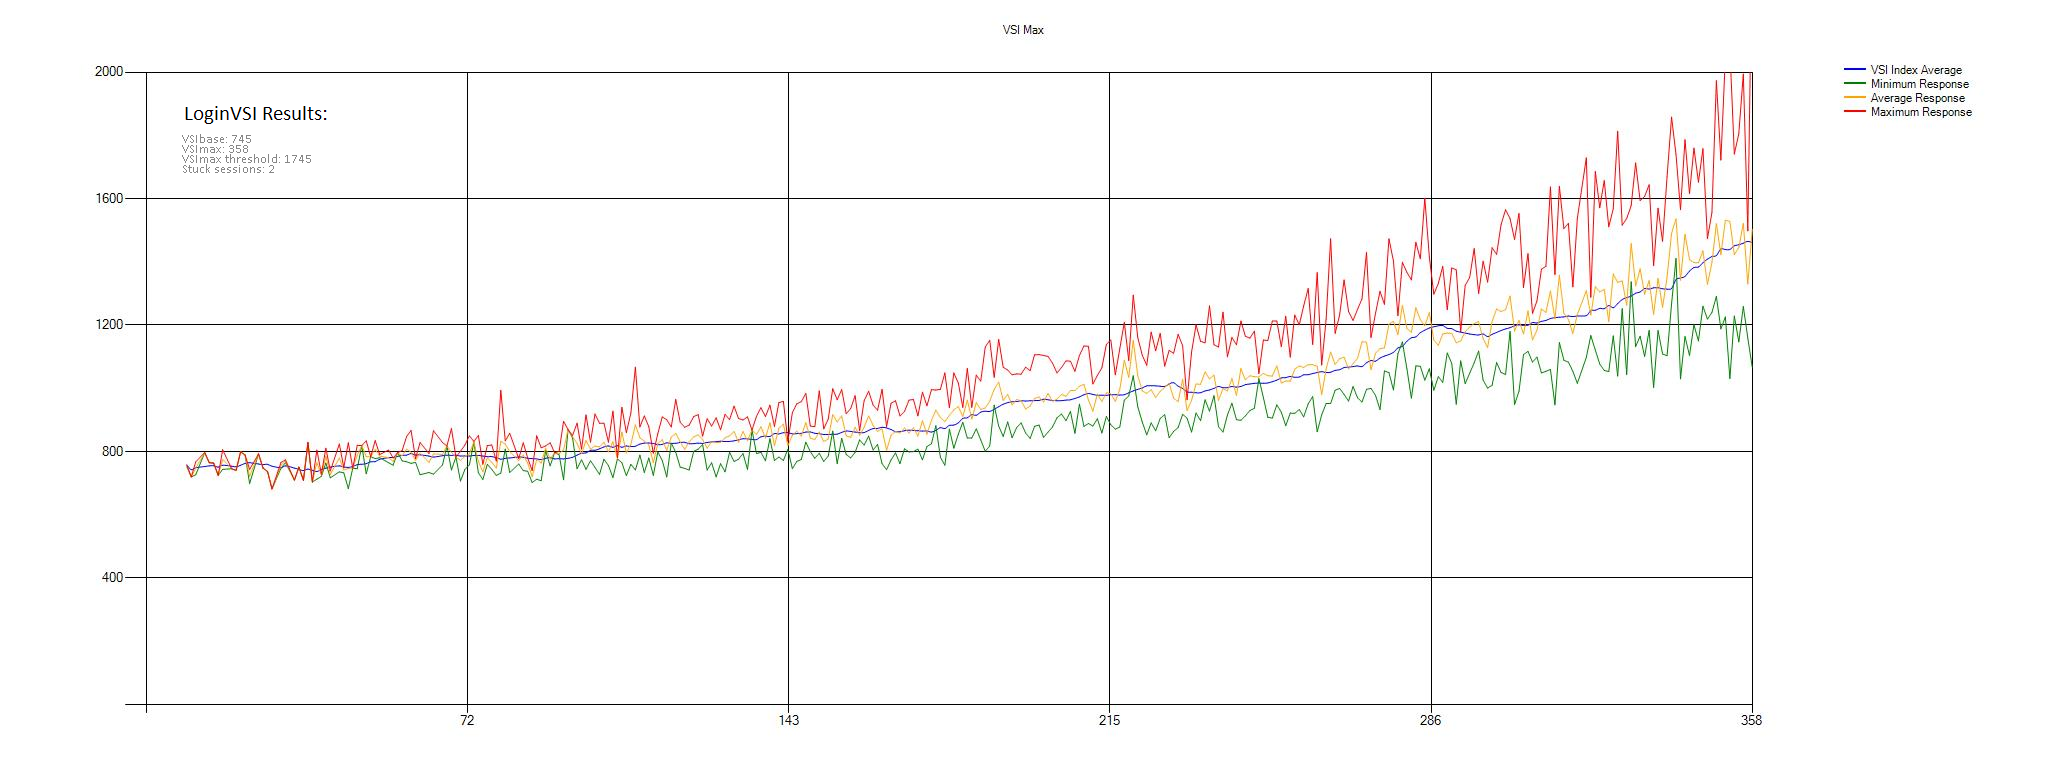 VSI Max
2000
1600
1200
800
400
LoginVSI Results:
VSIbase: 745
VSImax: 358
VSImax threshold: 1745
Stuck sessions: 2
72
143
215
286
358
VSI Index Average
Minimum Response
Average Response
Maximum Response